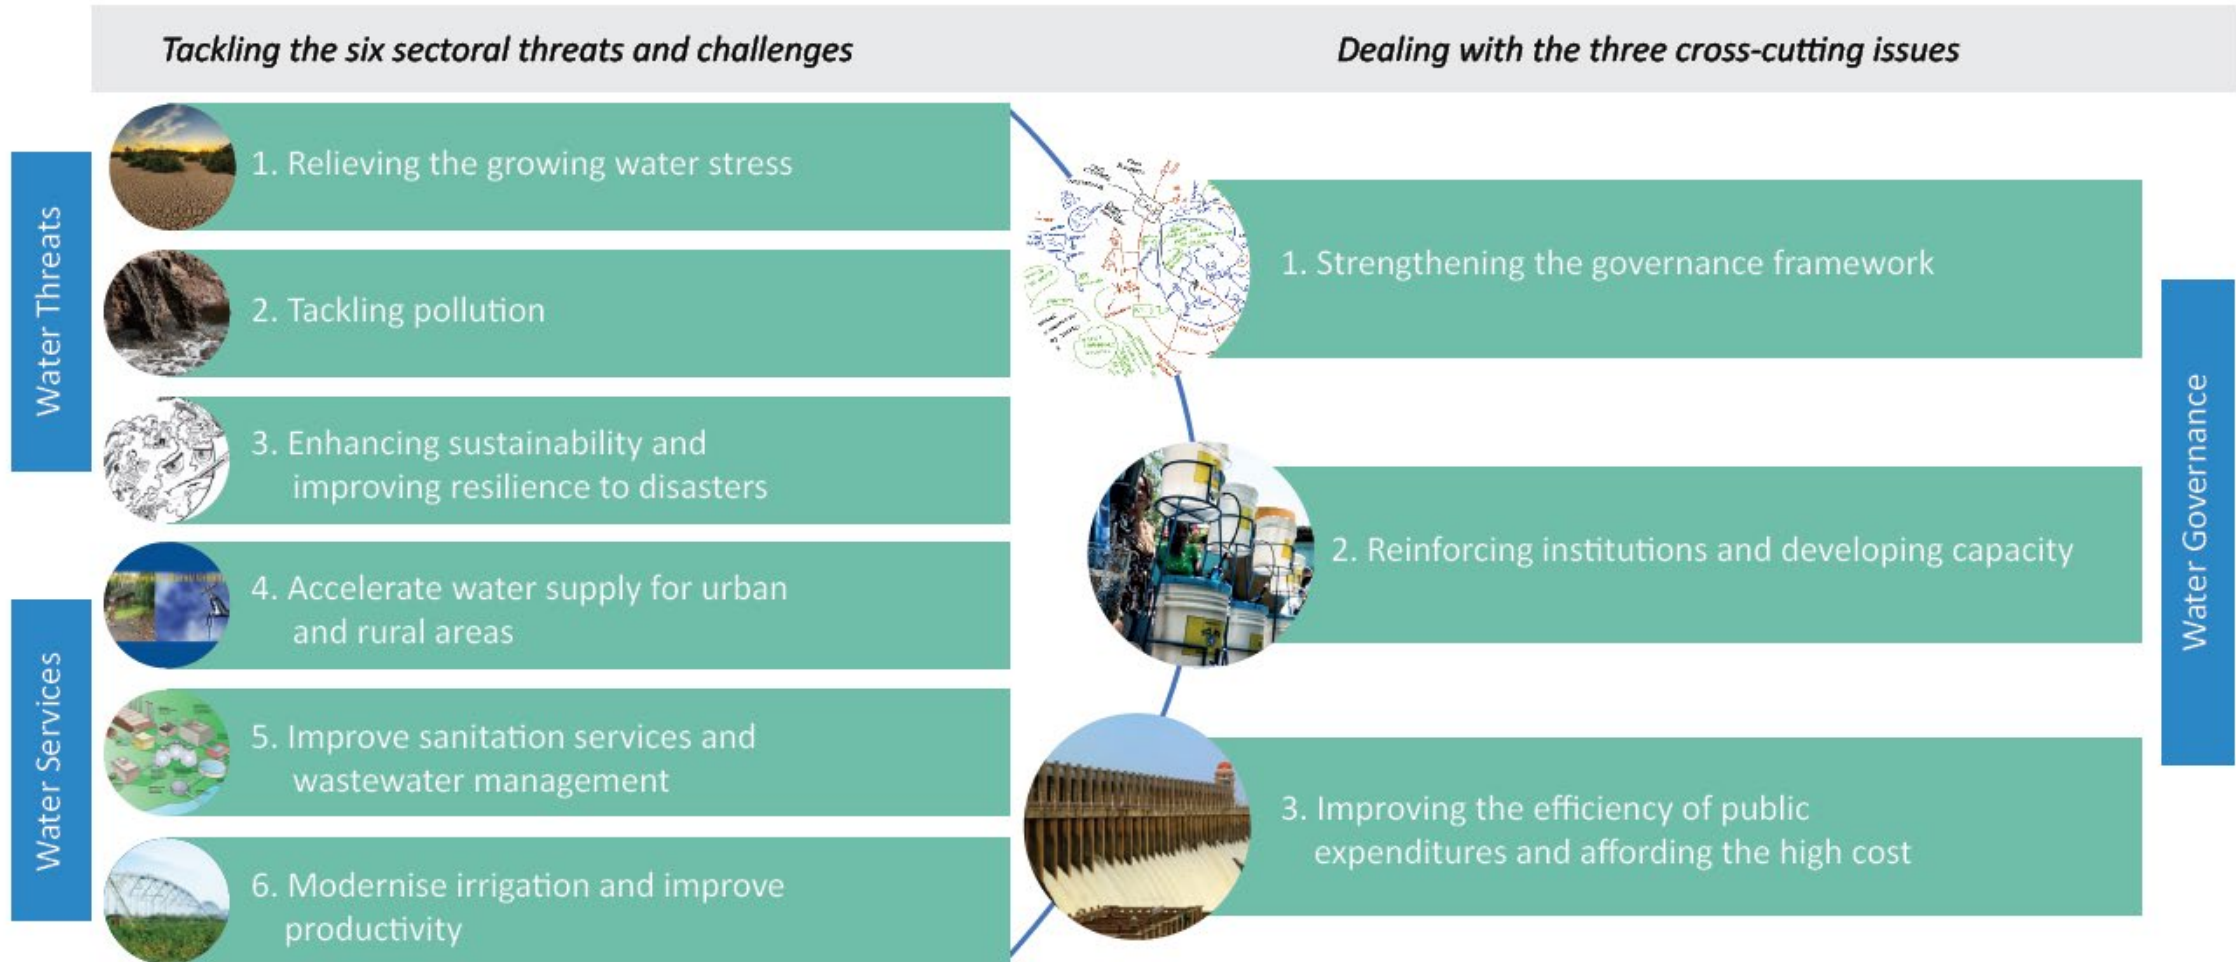 Tackling the six sectoral threats and challenges
Dealing with the three cross-cutting issues
Water Threats
1. Relieving the growing water stress
2. Tackling pollution
3. Enhancing sustainability and
improving resilience to disasters
Water Services
4. Accelerate water supply for urban
and rural areas
5. Improve sanitation services and
wastewater management
6. Modernise irrigation and improve
productivity
1. Strengthening the governance framework
2. Reinforcing institutions and developing capacity
3. Improving the efficiency of public
expenditures and affording the high cost
Water Governance